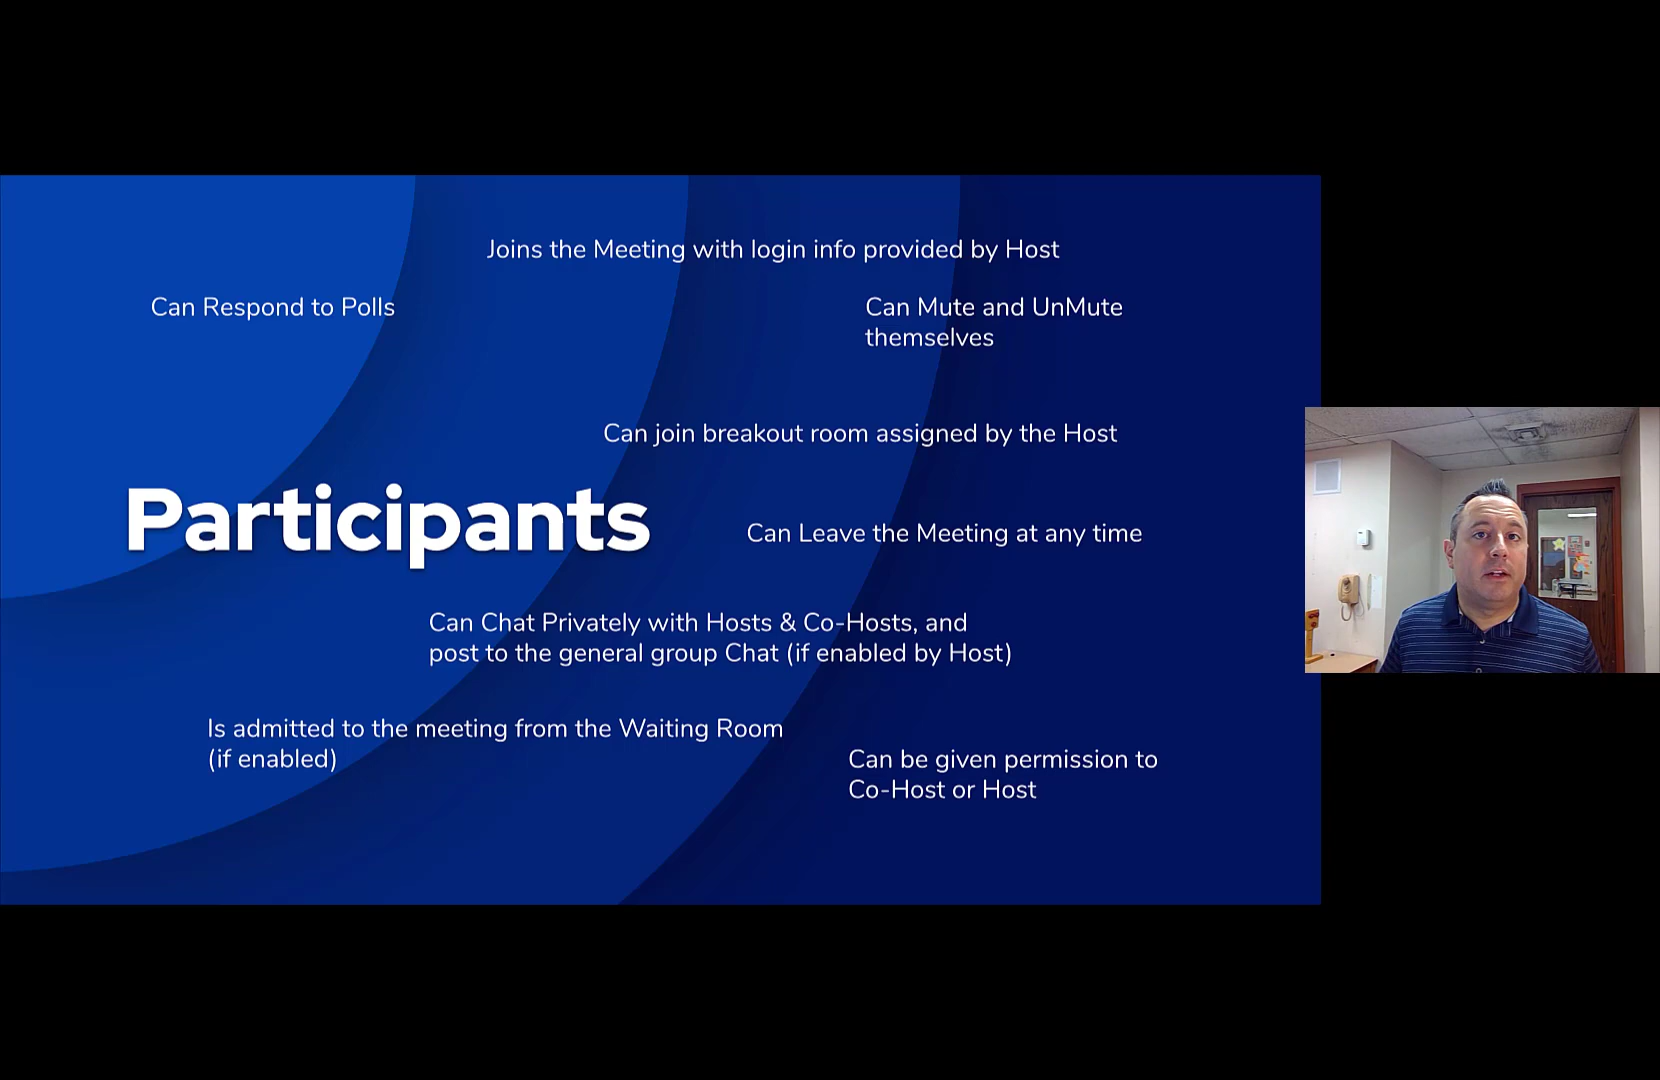 Joins the Meeting with login info provided by Host
Can Respond to Polls
Can Mute and UnMute
themselves
Can join breakout room assigned by the Host
Participants
Can Leave the Meeting at any time
Can Chat Privately with Hosts & Co-Hosts, and
post to the general group Chat (if enabled by Host)
Is admitted to the meeting from the Waiting Room
(if enabled)
Can be given permission to
Co-Host or Host